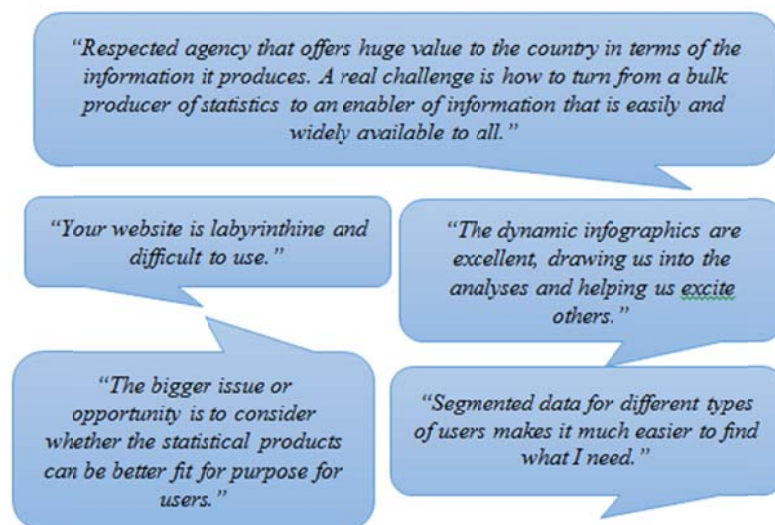 “Respected agency that offers huge value to the country in terms of the
information it produces. A real challenge is how to turn from a bulk
producer of statistics to an enabler of information that is easily and
widely available to all.”
“Your website is labyrinthine and
difficult to use.”
“The dynamic infographics are
excellent, drawing us into the
analyses and helping us excite
others.”
“The bigger issue or
opportunity is to consider
whether the statistical products
can be better fit for purpose for
users.”
“Segmented data for different types
of users makes it much easier to find
what I need.”